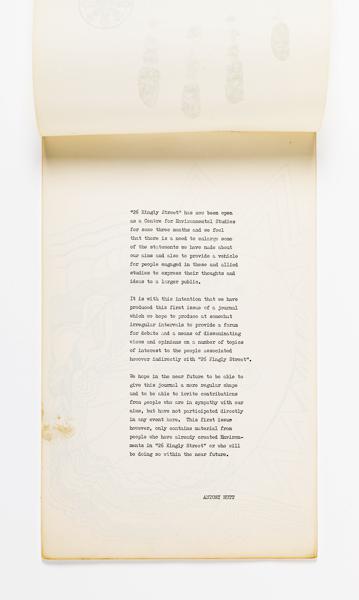 "26 Kingly Street" has now been open
as a Centre for Environmental Studies
for some three months and we feel
that there is a need to enlarge some
of the statements we have made about
our aims and also to provide a vehicle
for people engaged in these and allied
studies to express their thoughts and
ideas to a larger public.
It is with this intention that we have
produced this first issue of a journal
which we hope to produce at somewhat
irregular intervals to provide a forum
for debate and a means of disseminating
views and opinions on a number of topics
of interest to the people associated
however indirectly with "26 Kingly Street".
We hope in the near future to be able to
give this journal a more regular shape
and to be able to invite contributions
from people who are in sympathy with our
aims, but have not participated directly
in any event here. This first issue
however, only contains material from
people who have already created Environ-
ments in "26 Kingly Street" or who will
be doing so within the near future.
ANTONY HUTT